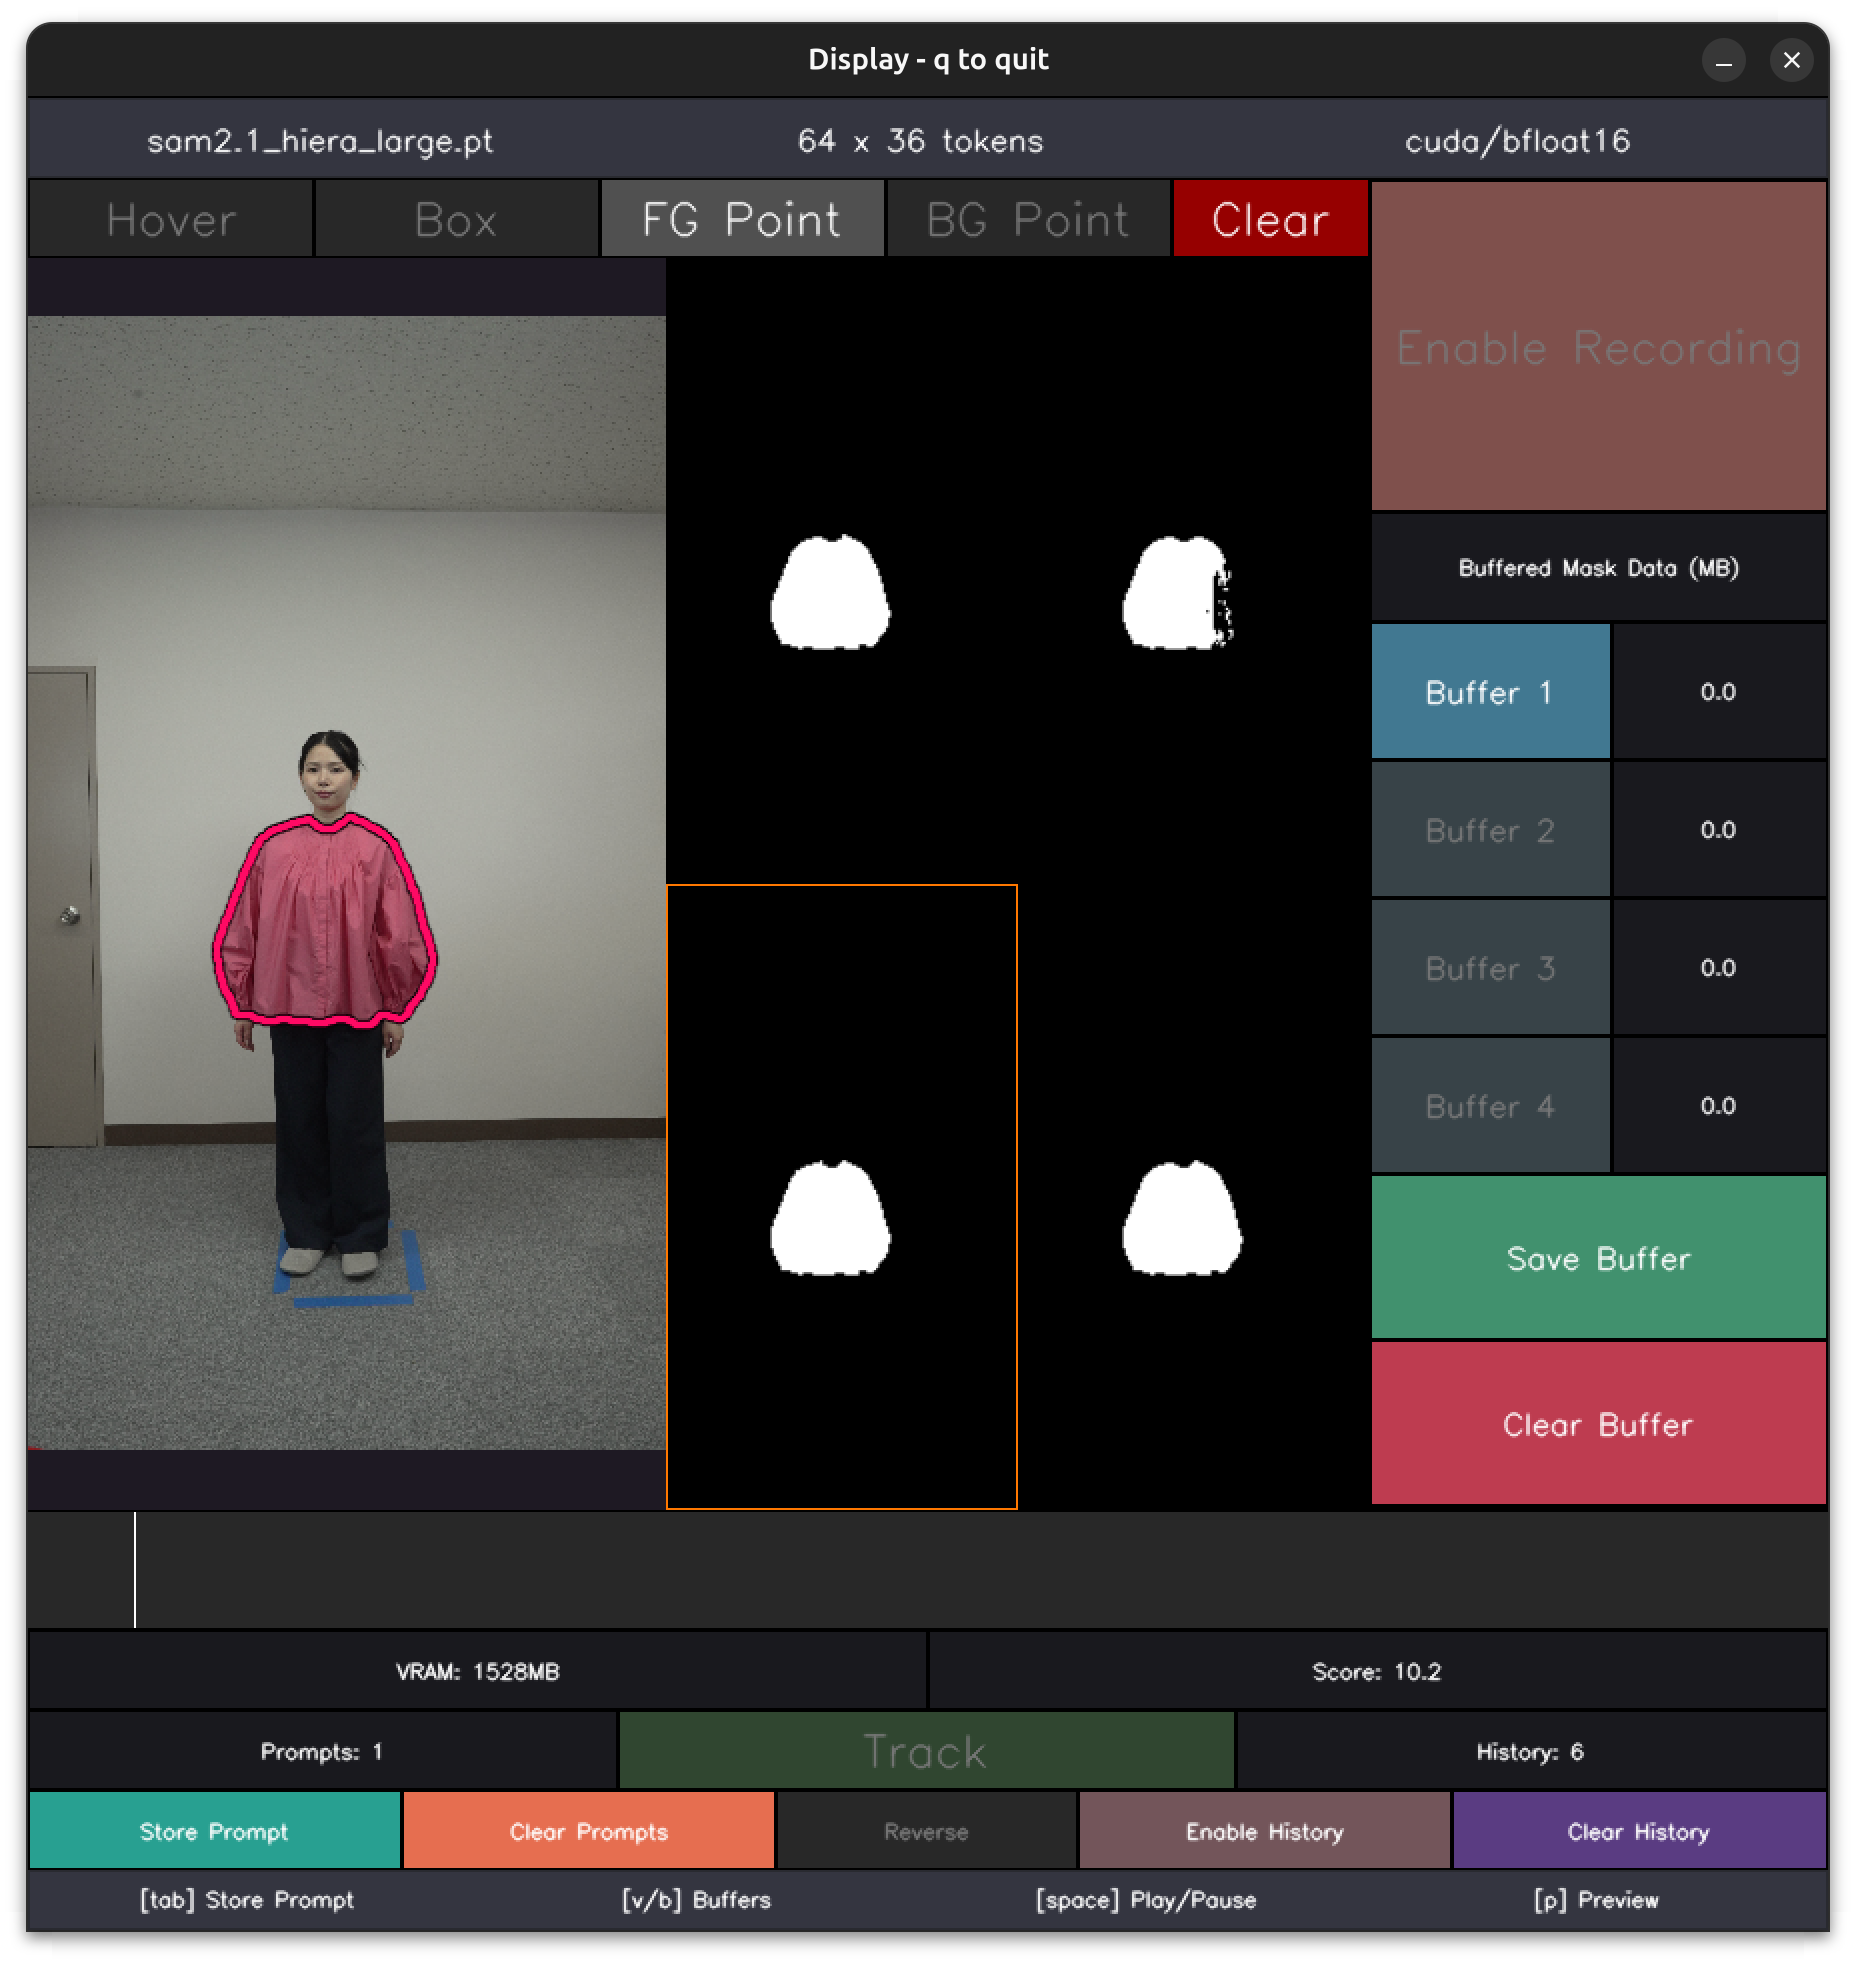 Display - q to quit
sam2.1_hiera_large.pt 64 x 36 tokens cuda/bfloat16
Hover Box FG Point BG Point Clear
Enable Recording
Buffered Mask Data (MB)
Buffer 1 0.0
Buffer 2 0.0
Buffer 3 0.0
Buffer 4 0.0
Save Buffer
Clear Buffer
VRAM: 1528MB Score: 10.2
Prompts: 1 Track History: 6
Store Prompt Clear Prompts Reverse Enable History Clear History
[tab] Store Prompt [v/b] Buffers [space] Play/Pause [p] Preview